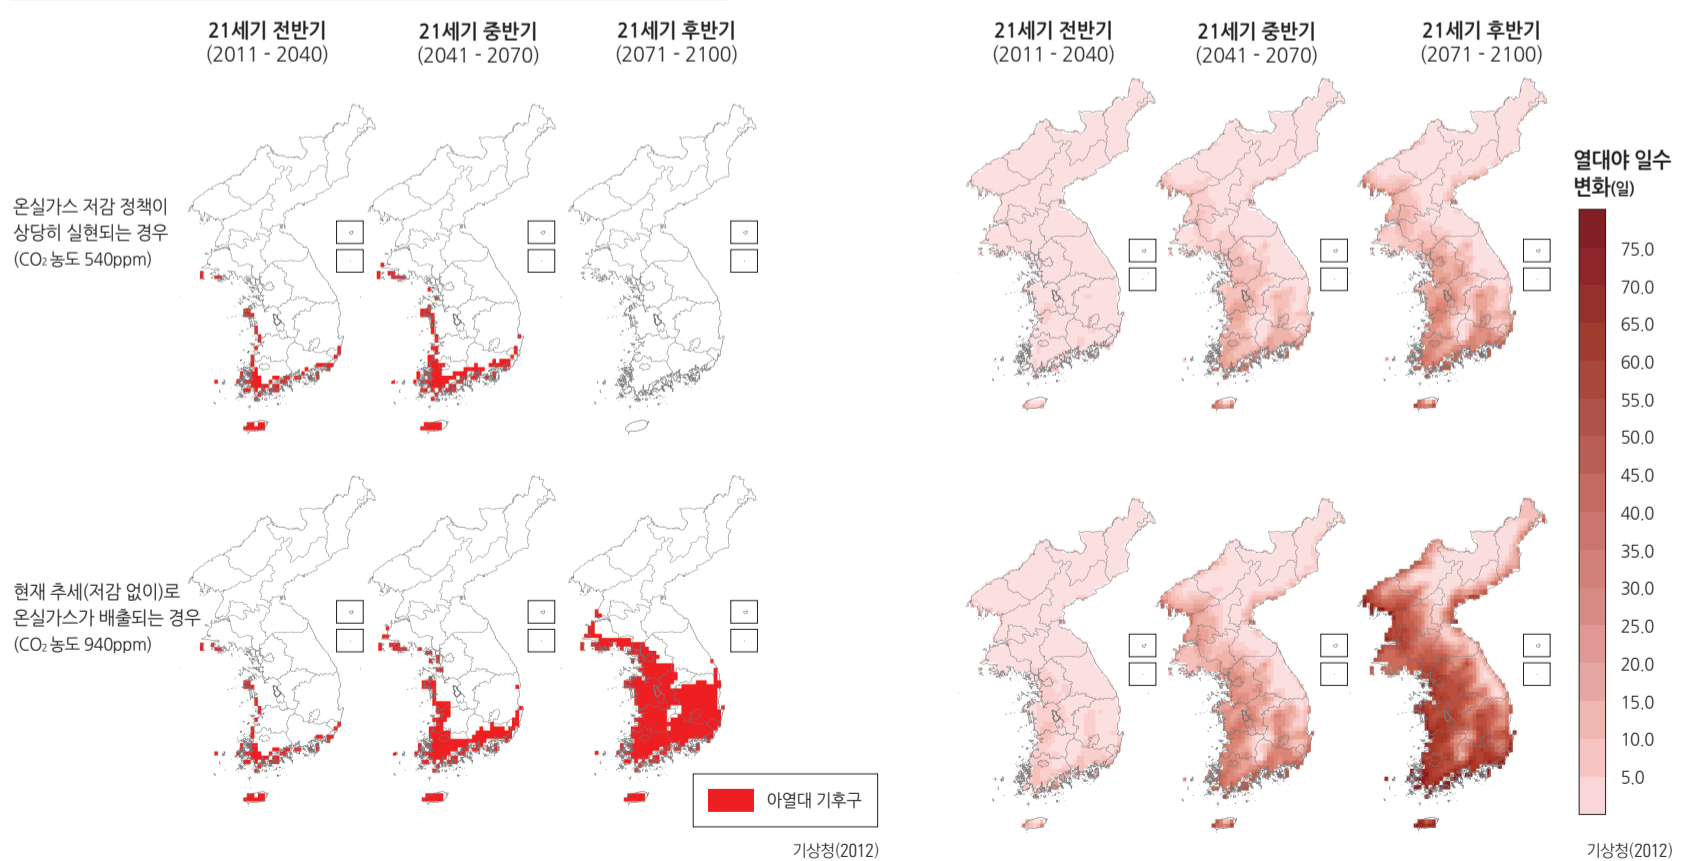 21세기 전반기
(2011 - 2040)
21세기 중반기
(2041 - 2070)
21세기 후반기
(2071 - 2100)
온실가스 저감 정책이
상당히 실현되는 경우
(CO₂ 농도 540ppm)
현재 추세(저감 없이)로
온실가스가 배출되는 경우
(CO₂ 농도 940ppm)
아열대 기후구
기상청(2012)
21세기 전반기
(2011 - 2040)
21세기 중반기
(2041 - 2070)
21세기 후반기
(2071 - 2100)
열대야 일수
변화(일)
75.0
70.0
65.0
60.0
55.0
50.0
45.0
40.0
35.0
30.0
25.0
20.0
15.0
10.0
5.0
기상청(2012)